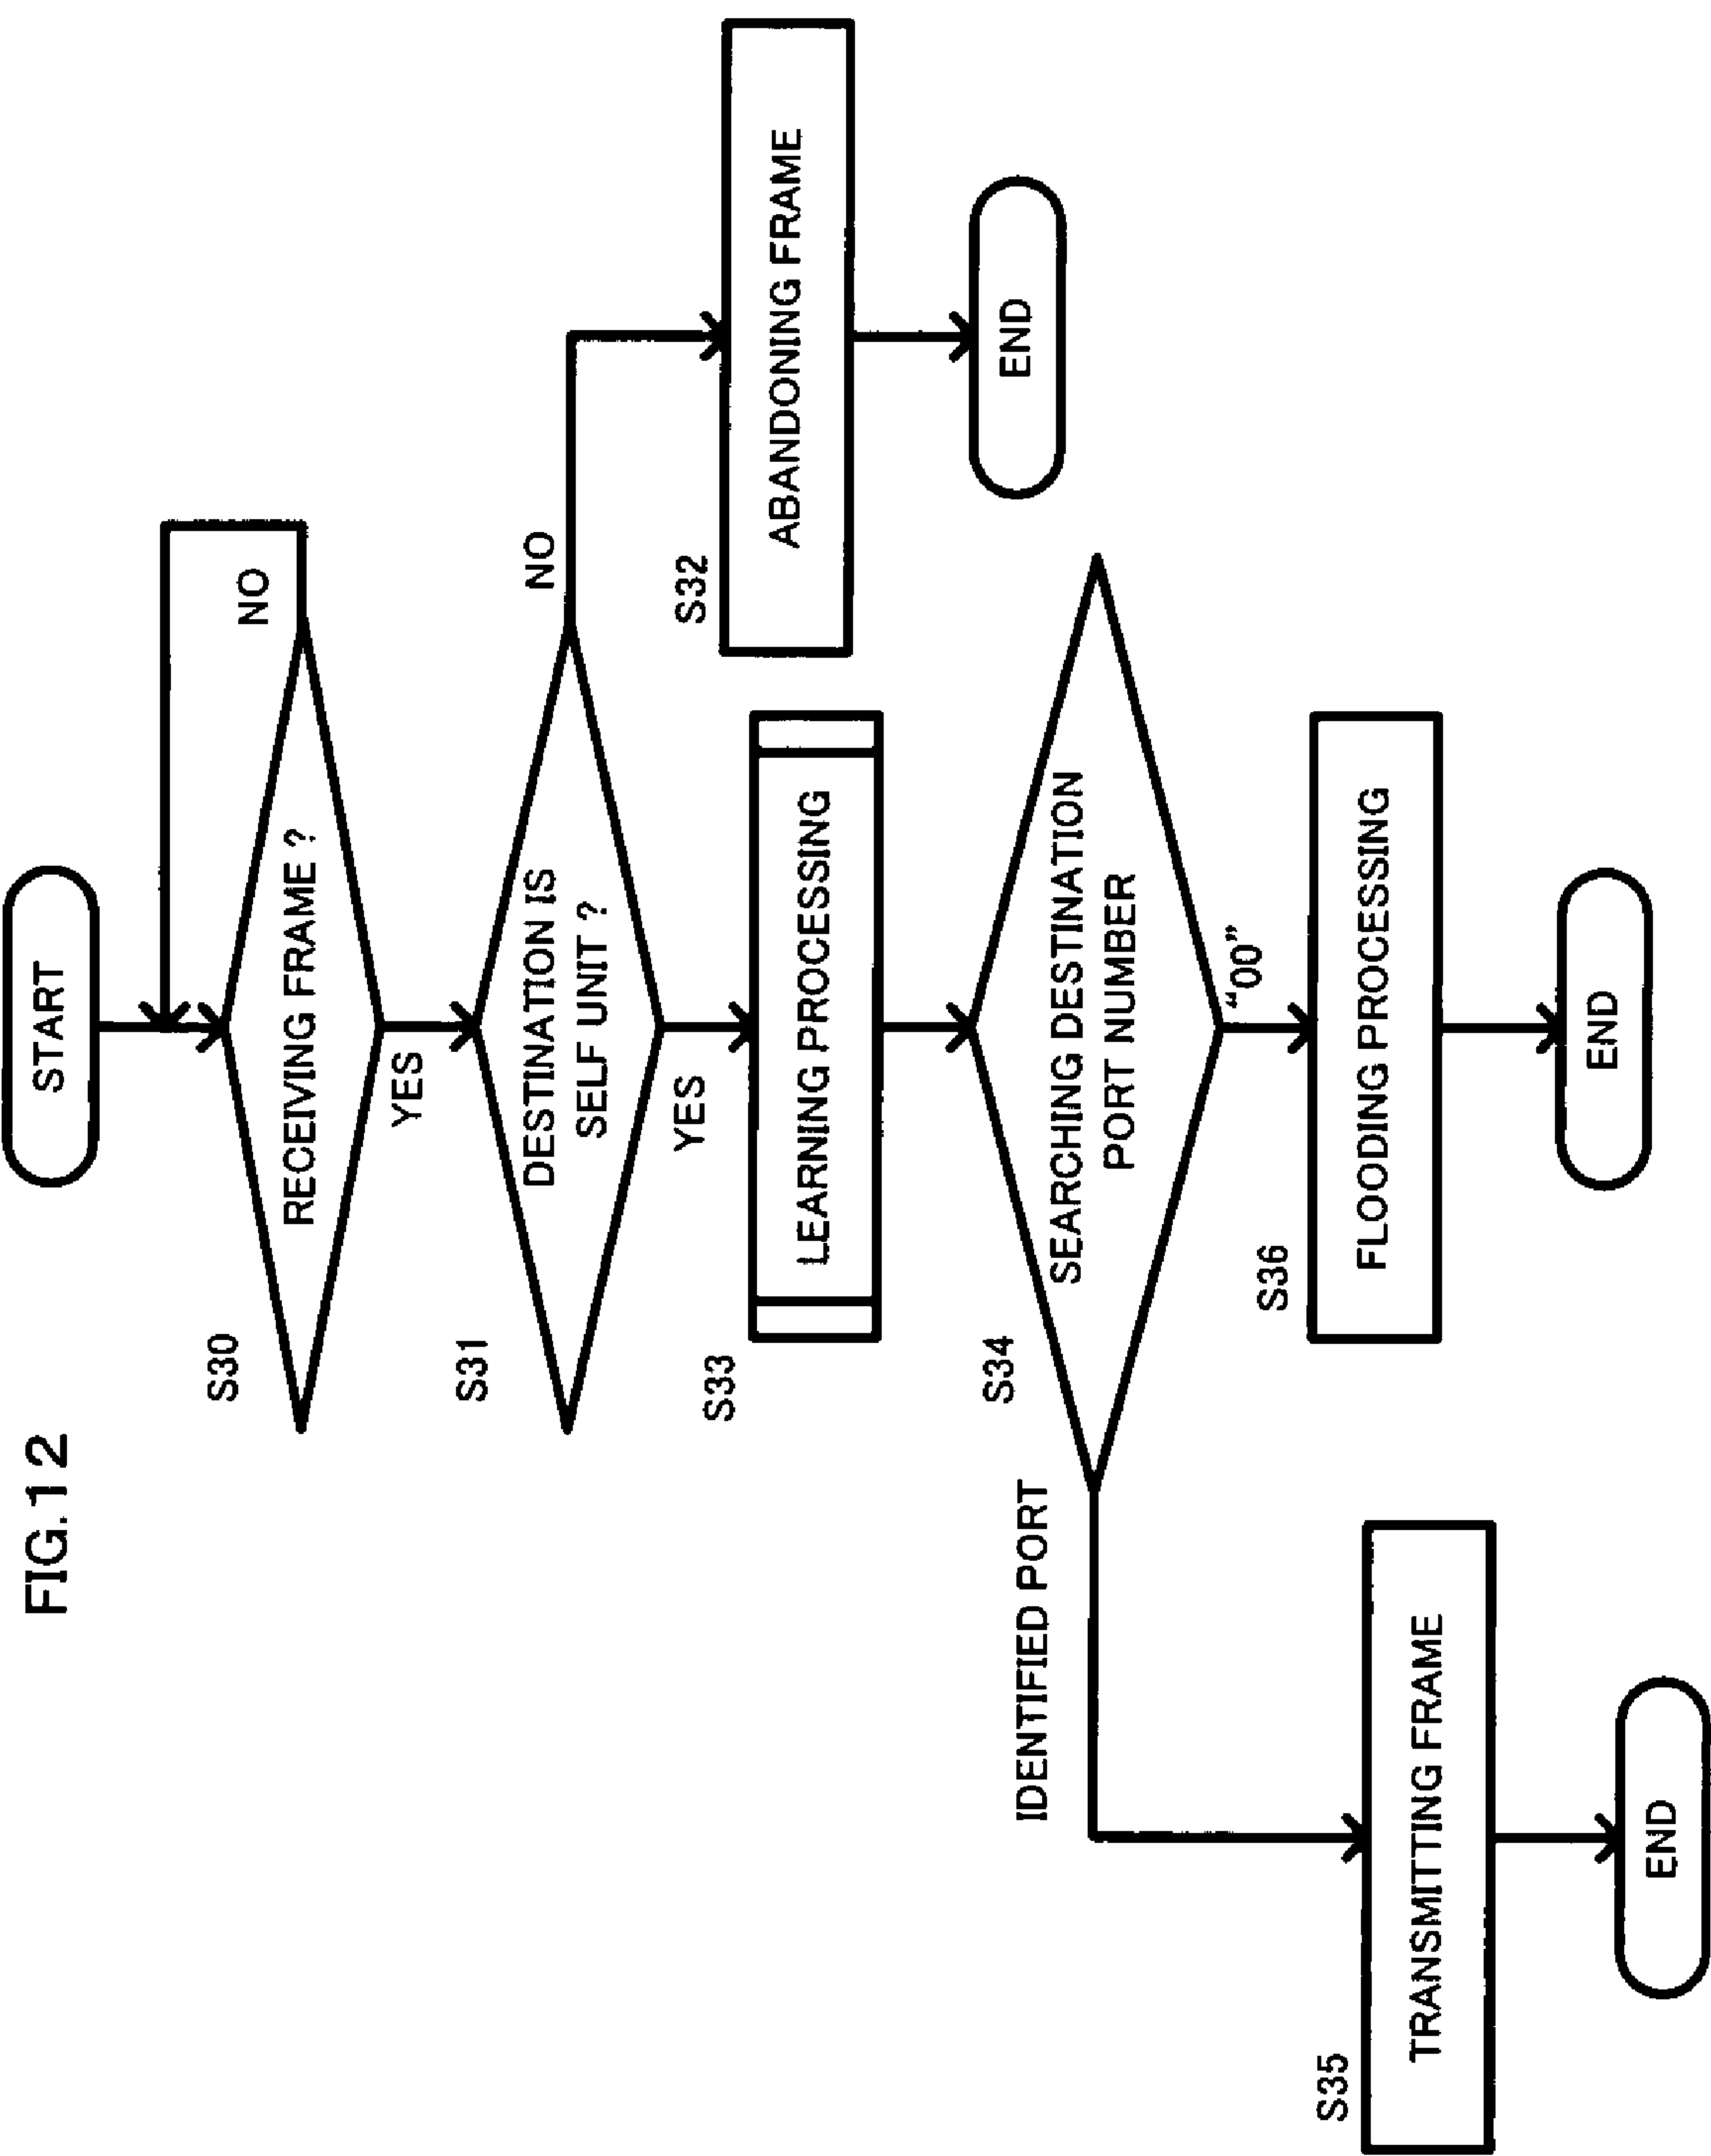 FIG.12
START
S30
RECEIVING FRAME ?
NO
YES
S31
DESTINATION IS
SELF UNIT ?
NO
YES
S32
ABANDONING FRAME
END
S33
LEARNING PROCESSING
S34
SEARCHING DESTINATION
PORT NUMBER
IDENTIFIED PORT
“00”
S35
TRANSMITTING FRAME
END
S36
FLOODING PROCESSING
END